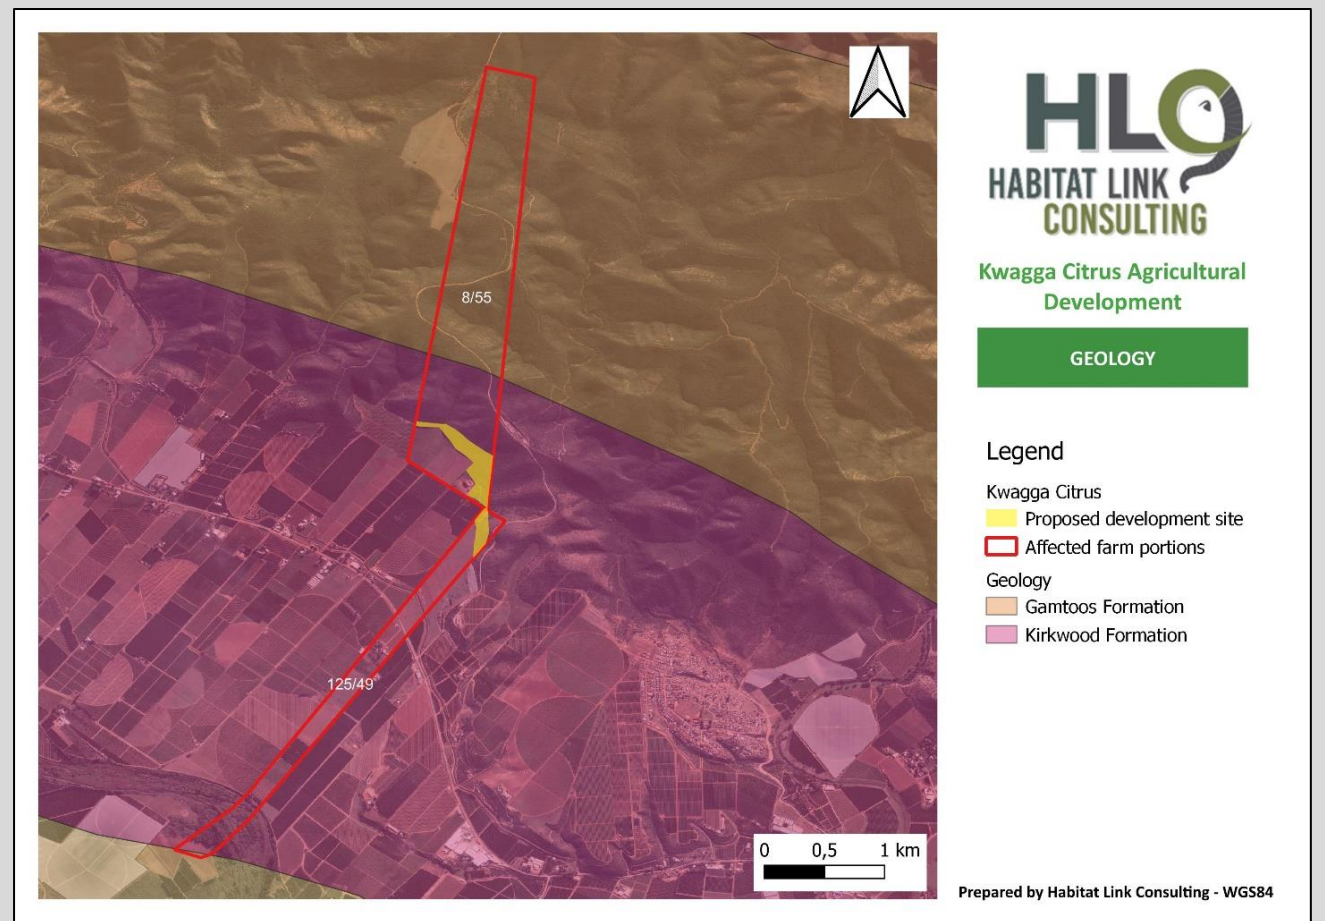 8/55
125/49
0 0,5 1 km
HLC
HABITAT LINK
CONSULTING
Kwagga Citrus Agricultural
Development
GEOLOGY
Legend
Kwagga Citrus
Proposed development site
Affected farm portions
Geology
Gamtoos Formation
Kirkwood Formation
Prepared by Habitat Link Consulting - WGS84